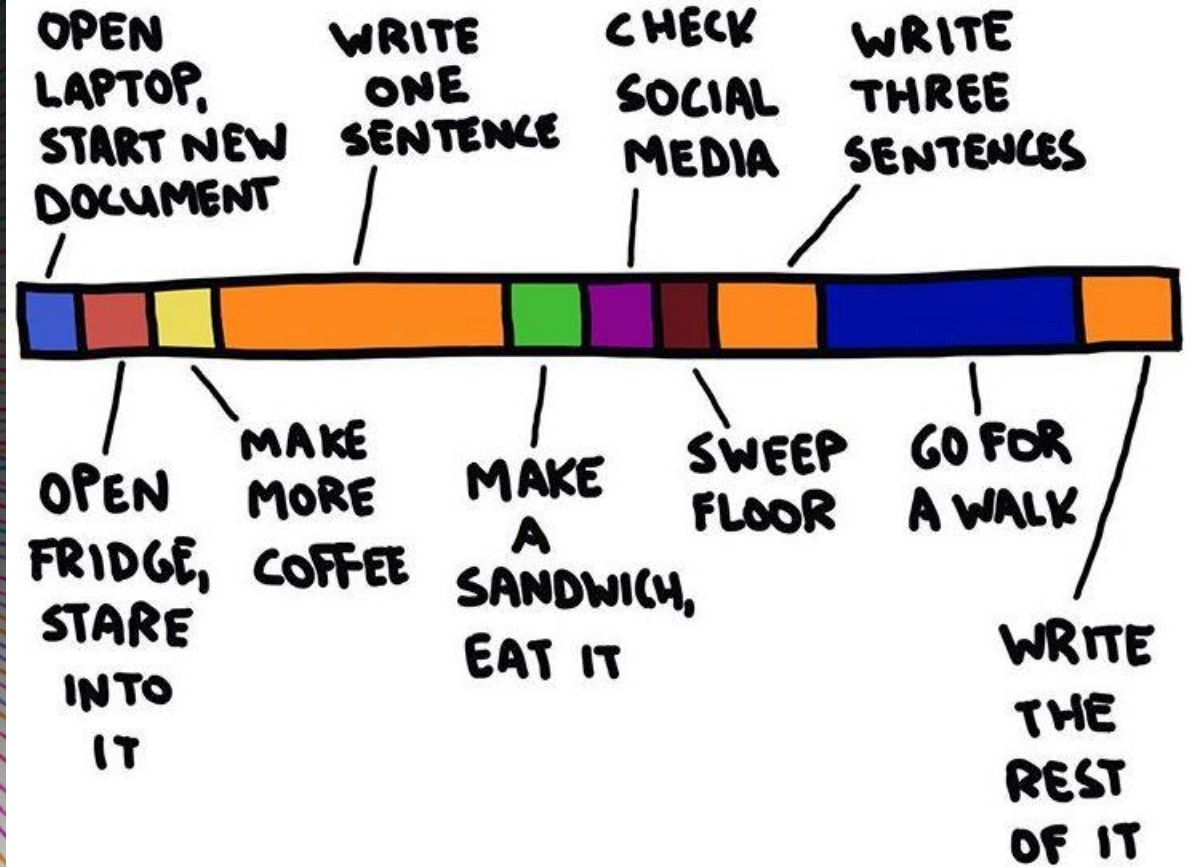 OPEN
LAPTOP,
START NEW
DOCUMENT
WRITE
ONE
SENTENCE
CHECK
SOCIAL
MEDIA
WRITE
THREE
SENTENCES
OPEN
FRIDGE,
STARE
INTO
IT
MAKE
MORE
COFFEE
MAKE
A
SANDWICH,
EAT IT
SWEEP
FLOOR
GO FOR
A WALK
WRITE
THE
REST
OF IT